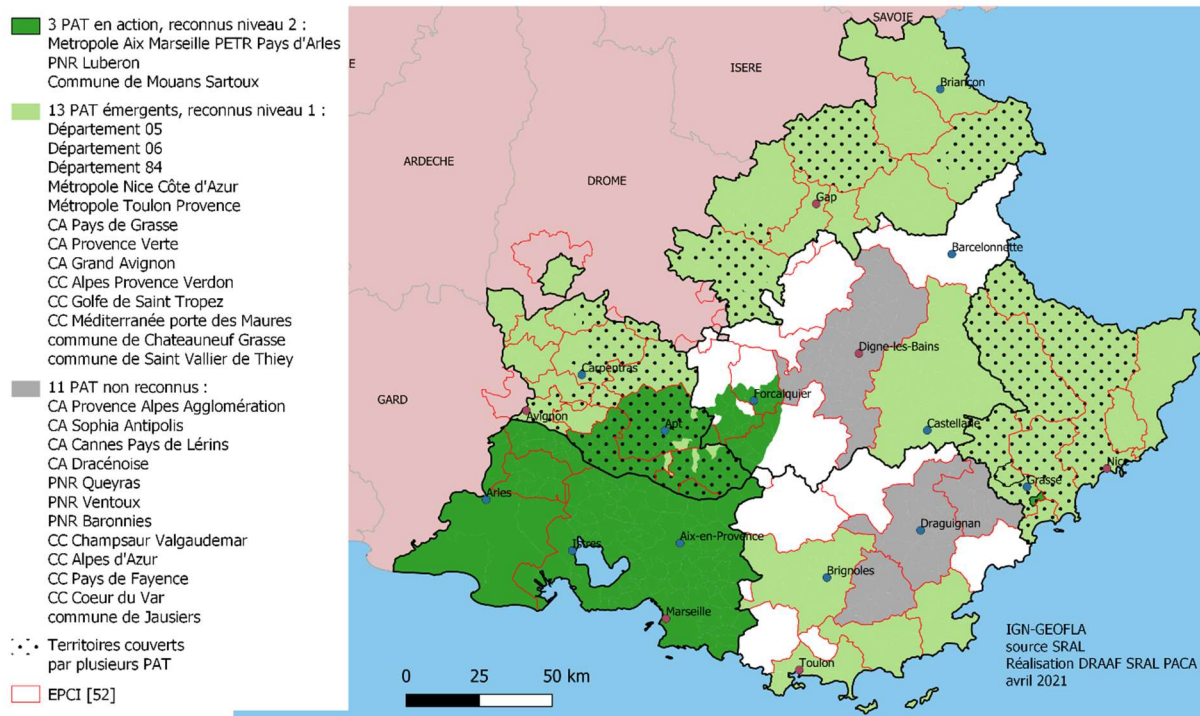 3 PAT en action, reconnus niveau 2 :
Metropole Aix Marseille PETR Pays d'Arles
PNR Luberon
Commune de Mouans Sartoux
13 PAT émergents, reconnus niveau 1 :
Département 05
Département 06
Département 84
Métropole Nice Côte d'Azur
Métropole Toulon Provence
CA Pays de Grasse
CA Provence Verte
CA Grand Avignon
CC Alpes Provence Verdon
CC Golfe de Saint Tropez
CC Méditerranée porte des Maures
commune de Chateauneuf Grasse
commune de Saint Vallier de Thiey
11 PAT non reconnus :
CA Provence Alpes Agglomération
CA Sophia Antipolis
CA Cannes Pays de Lérins
CA Dracénoise
PNR Queyras
PNR Ventoux
PNR Baronnies
CC Champsaur Valgaudemar
CC Alpes d'Azur
CC Pays de Fayence
CC Coeur du Var
commune de Jausiers
Territoires couverts
par plusieurs PAT
EPCI [52]
SAVOIE
E
ISERE
Briançon
ARDECHE
DROME
Gap
Barcelonnette
Digne-les-Bains
Carpentras
Forcalquier
GARD
Avignon
Apt
Castellane
Nice
Grasse
Arles
Draguignan
Istres
Aix-en-Provence
Brignoles
Marseille
Toulon
0 25 50 km
IGN-GEOFLA
source SRAL
Réalisation DRAAF SRAL PACA
avril 2021